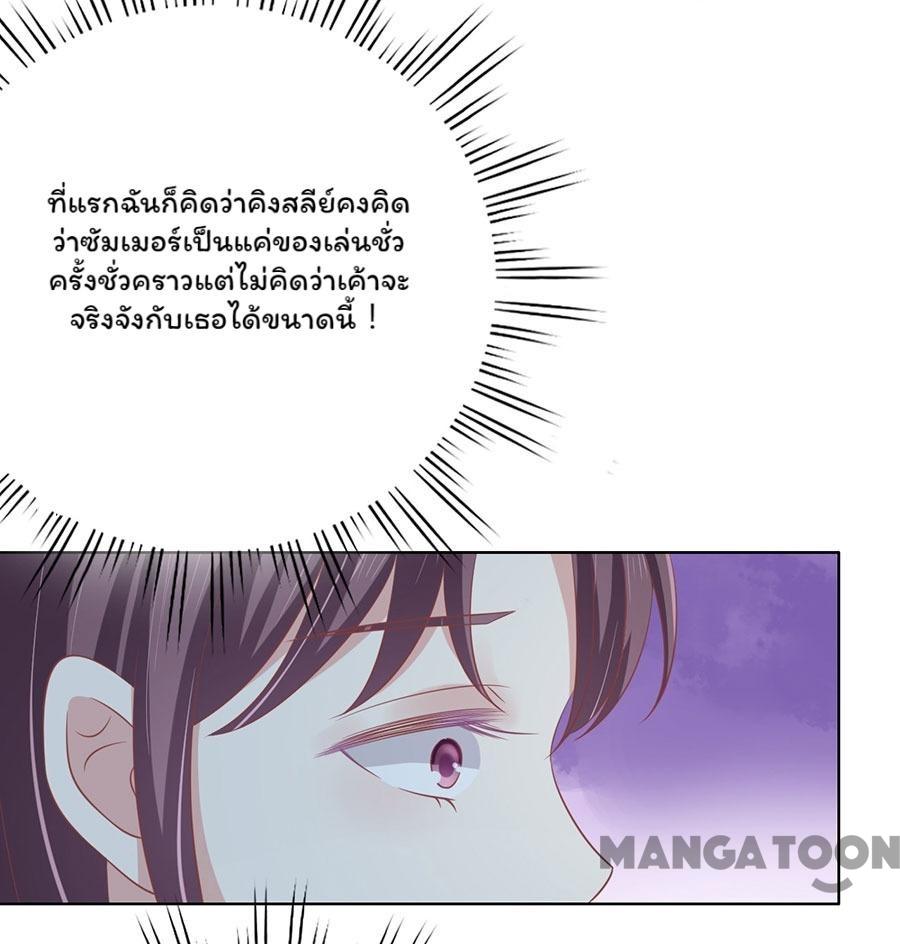 ที่แรกฉันก็คิดว่าคิงสลีย์คงคิด
ว่าซัมเมอร์เป็นแค่ของเล่นชั่ว
ครั้งชั่วคราวแต่ไม่คิดว่าเค้าจะ
จริงจังกับเธอได้ขนาดนี้ !
MANGATOON